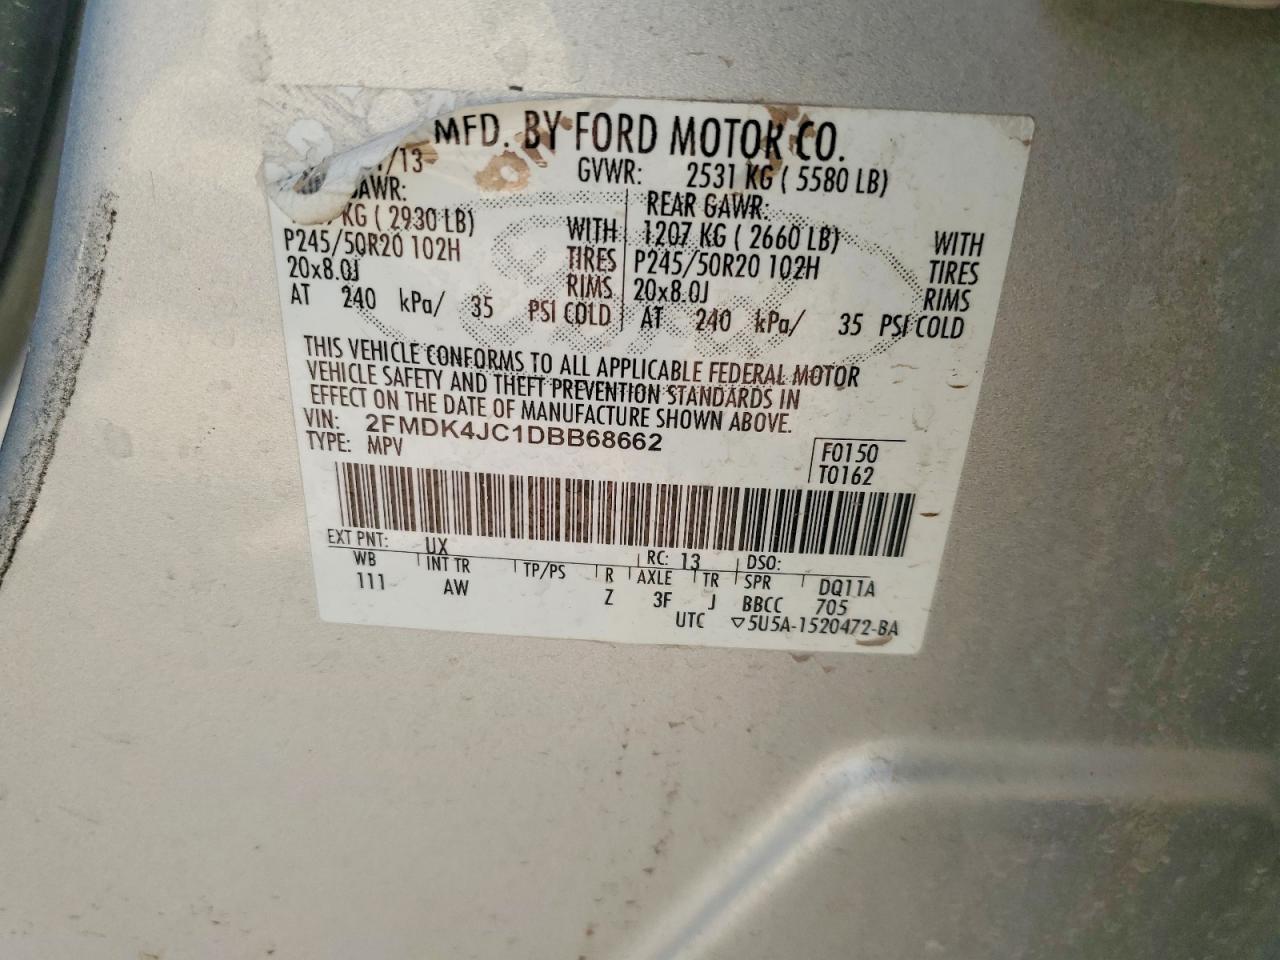 MFD. BY FORD MOTOR CO.
/13 GVWR: 2531 KG ( 5580 LB)
GAWR: REAR GAWR:
KG ( 2930 LB) WITH 1207 KG ( 2660 LB) WITH
P245/50R20 102H TIRES P245/50R20 102H TIRES
20x8.0J RIMS 20x8.0J RIMS
AT 240 kPa/ 35 PSI COLD AT 240 kPa/ 35 PSI COLD
THIS VEHICLE CONFORMS TO ALL APPLICABLE FEDERAL MOTOR
VEHICLE SAFETY AND THEFT PREVENTION STANDARDS IN
EFFECT ON THE DATE OF MANUFACTURE SHOWN ABOVE.
VIN: 2FMDK4JC1DBB68662
TYPE: MPV
F0150
T0162
EXT PNT: UX RC: 13 DSO:
WB INT TR TP/PS R AXLE TR SPR DQ11A
111 AW Z 3F J BBCC 705
UTC ▽5U5A-1520472-BA